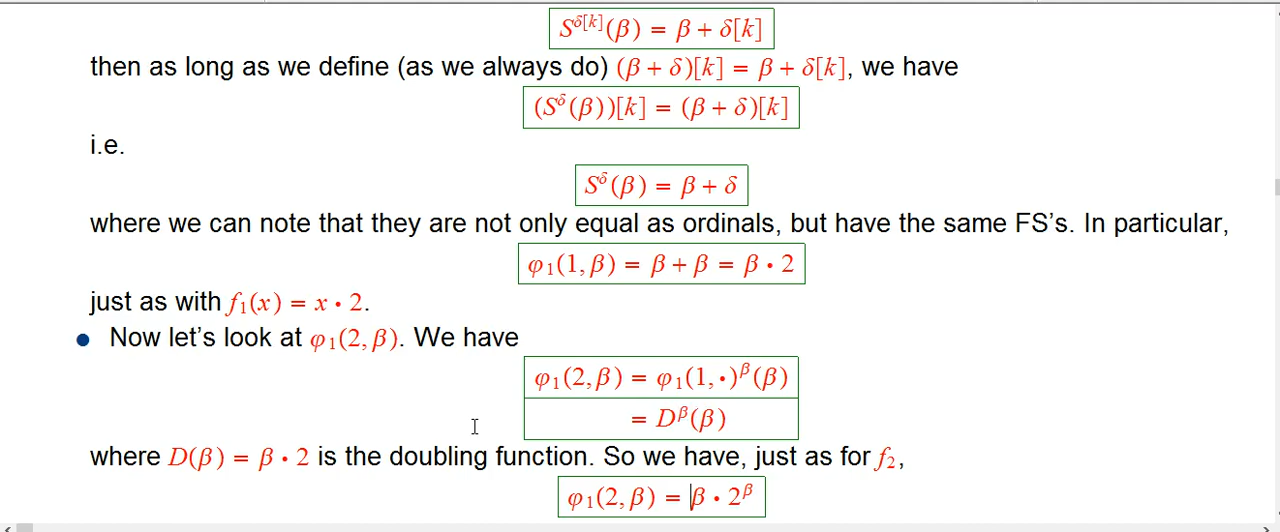 S^δ[k](β) = β + δ[k]
then as long as we define (as we always do) (β + δ)[k] = β + δ[k], we have
(S^δ(β))[k] = (β + δ)[k]
i.e.
S^δ(β) = β + δ
where we can note that they are not only equal as ordinals, but have the same FS's. In particular,
φ₁(1, β) = β + β = β • 2
just as with f₁(x) = x • 2.
● Now let's look at φ₁(2, β). We have
φ₁(2, β) = φ₁(1, •)^β(β)
= D^β(β)
where D(β) = β • 2 is the doubling function. So we have, just as for f₂,
φ₁(2, β) = β • 2^β